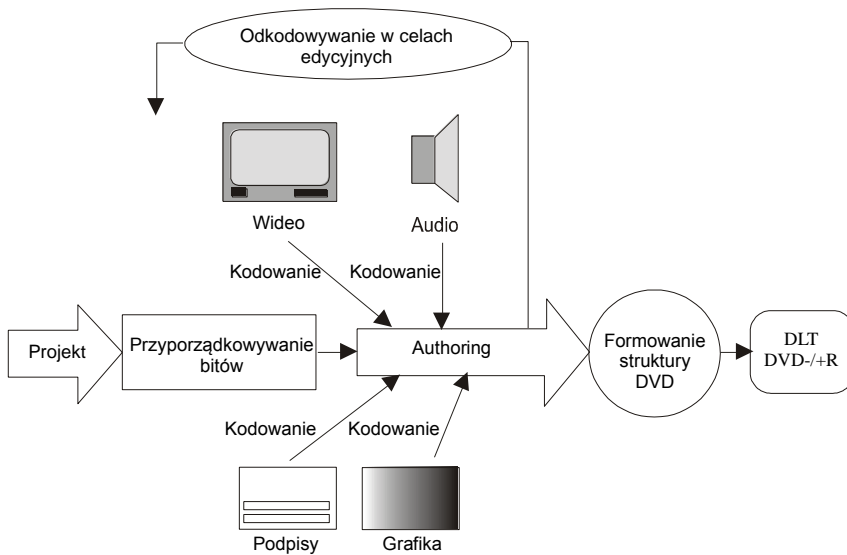 Odkodowywanie w celach
edycyjnych
Wideo
Audio
Kodowanie
Kodowanie
Projekt
Przyporządkowywanie
bitów
Authoring
Formowanie
struktury
DVD
DLT
DVD-/+R
Kodowanie
Kodowanie
Podpisy
Grafika